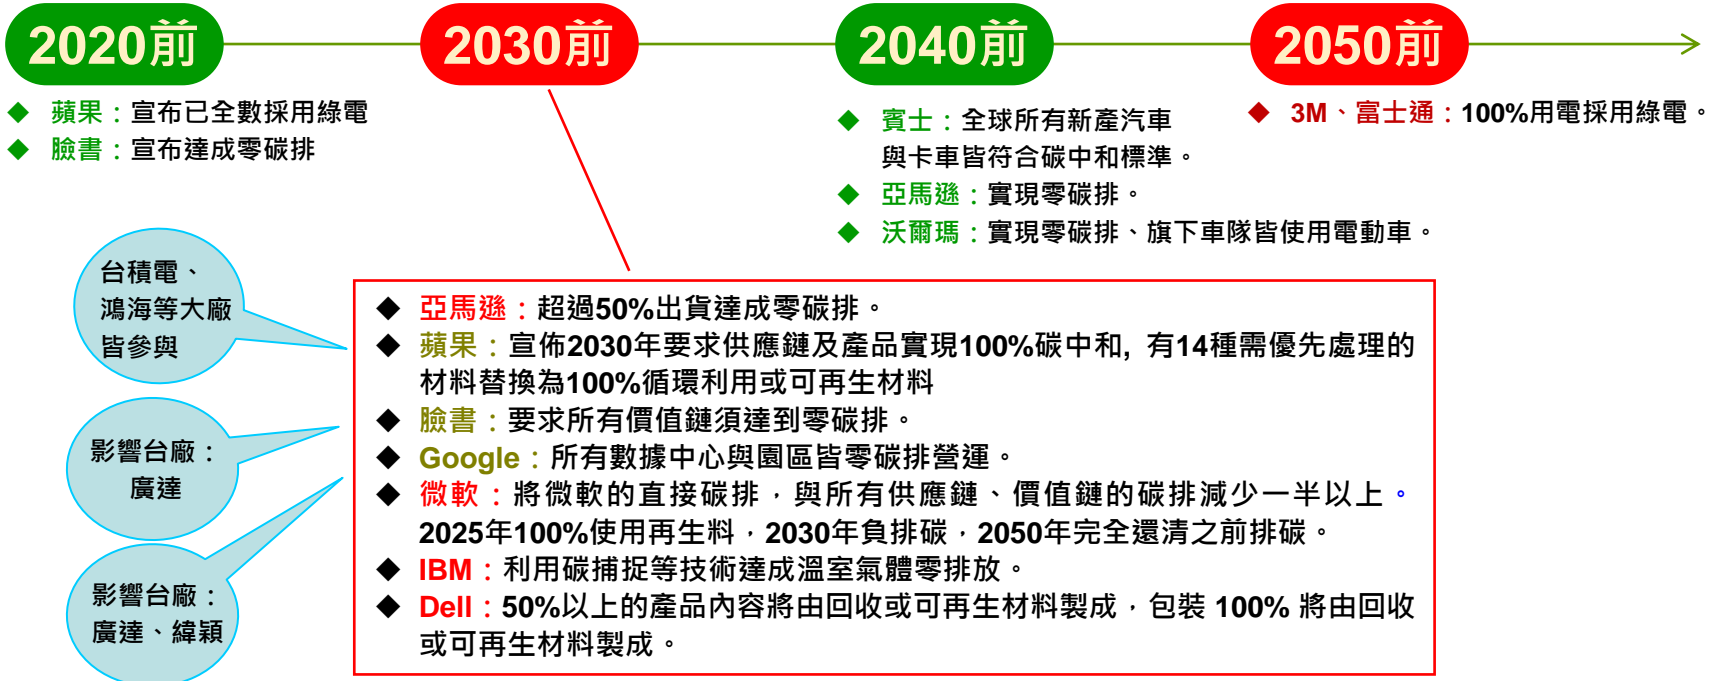 2020前
2030前
2040前
2050前
◆ 蘋果：宣布已全數採用綠電
◆ 臉書：宣布達成零碳排
◆ 賓士：全球所有新產汽車
與卡車皆符合碳中和標準。
◆ 亞馬遜：實現零碳排。
◆ 沃爾瑪：實現零碳排、旗下車隊皆使用電動車。
◆ 3M、富士通：100%用電採用綠電。
台積電、
鴻海等大廠
皆參與
影響台廠：
廣達
影響台廠：
廣達、緯穎
◆ 亞馬遜：超過50%出貨達成零碳排。
◆ 蘋果：宣佈2030年要求供應鏈及產品實現100%碳中和, 有14種需優先處理的
材料替換為100%循環利用或可再生材料
◆ 臉書：要求所有價值鏈須達到零碳排。
◆ Google：所有數據中心與園區皆零碳排營運。
◆ 微軟：將微軟的直接碳排，與所有供應鏈、價值鏈的碳排減少一半以上。
2025年100%使用再生料，2030年負排碳，2050年完全還清之前排碳。
◆ IBM：利用碳捕捉等技術達成溫室氣體零排放。
◆ Dell：50%以上的產品內容將由回收或可再生材料製成，包裝 100% 將由回收
或可再生材料製成。